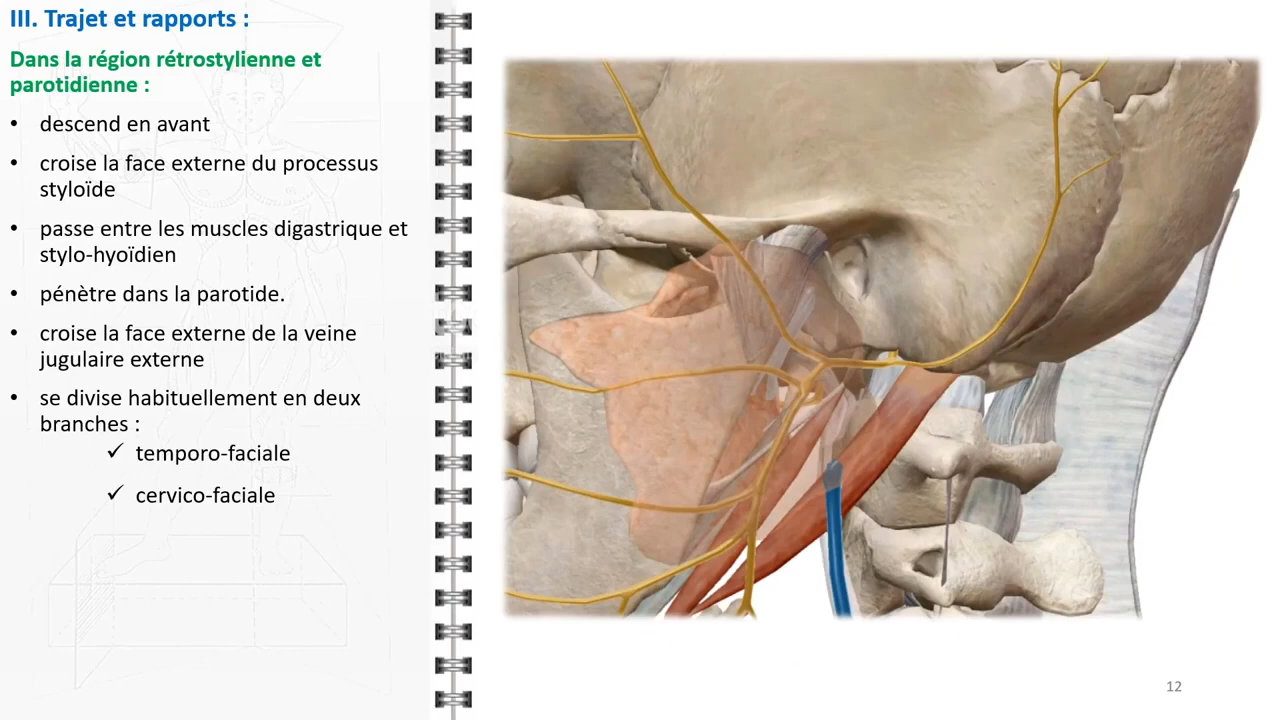 III. Trajet et rapports :
Dans la région rétrostylienne et
parotidienne :
• descend en avant
• croise la face externe du processus
styloïde
• passe entre les muscles digastrique et
stylo-hyoïdien
• pénètre dans la parotide.
• croise la face externe de la veine
jugulaire externe
• se divise habituellement en deux
branches :
✓ temporo-faciale
✓ cervico-faciale
12